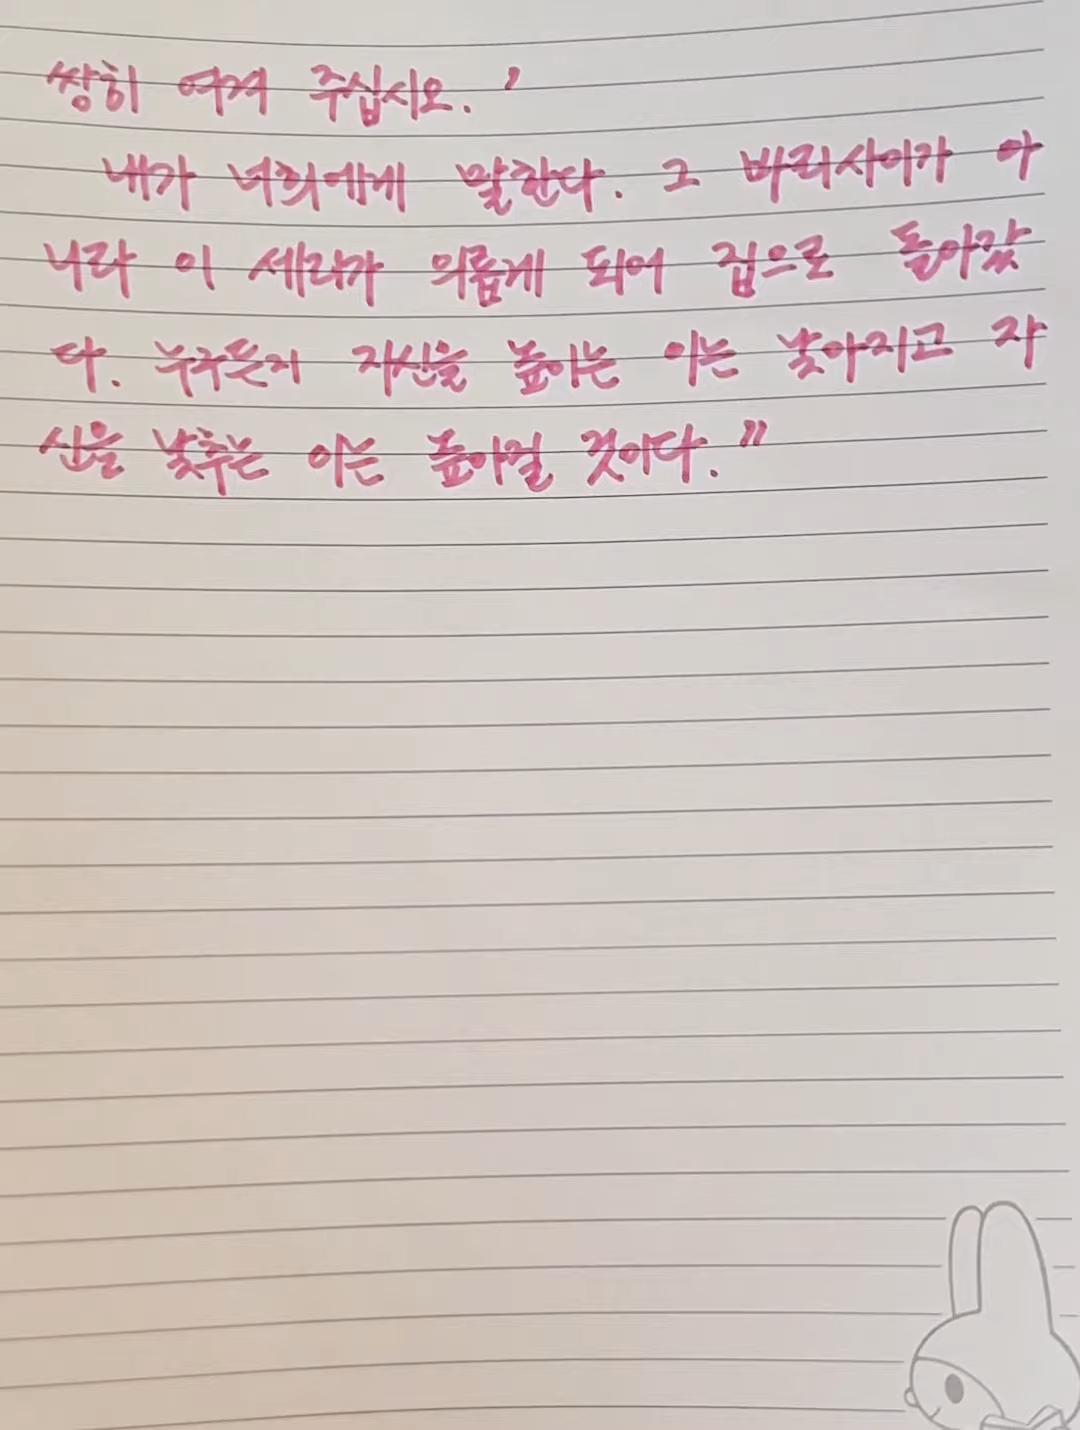 쌍히 여겨 주십시오.’
내가 너희에게 말한다. 그 바리사이가 아
니라 이 세리가 의롭게 되어 집으로 돌아갔
다. 누구든지 자신을 높이는 이는 낮아지고 자
신을 낮추는 이는 높아질 것이다.”